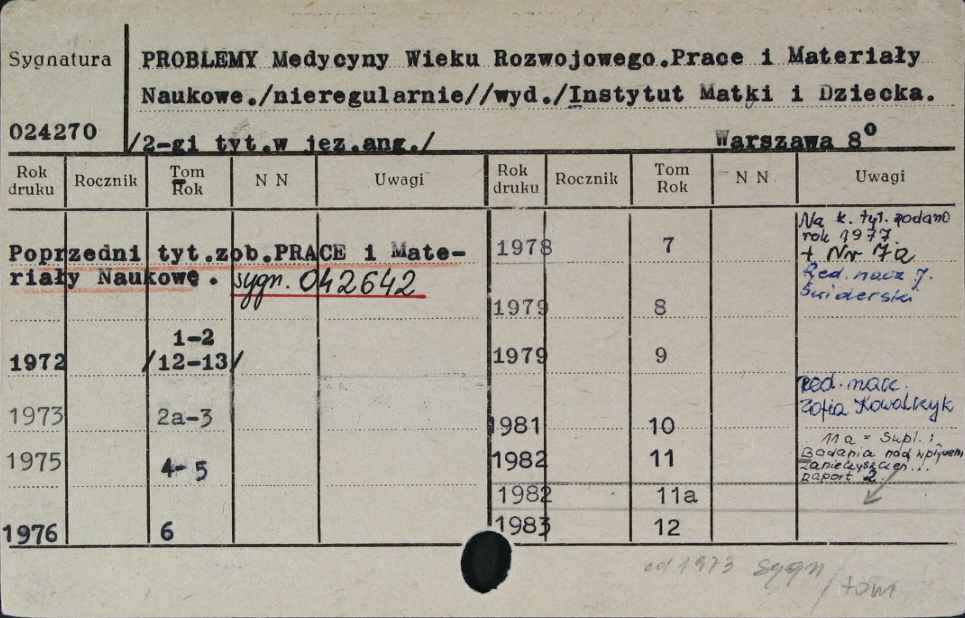 Sygnatura
PROBLEMY Medycyny Wieku Rozwojowego.Prace i Materiały
Naukowe./nieregularnie//wyd./Instytut Matki i Dziecka.
024270
/2-gi tyt.w jęz.ang./ Warszawa 8°
Rok druku Rocznik Tom Rok N N Uwagi Rok druku Rocznik Tom Rok N N Uwagi
Poprzedni tyt.zob.PRACE i Mate-
riały Naukowe. sygn. 042642
1972 1-2
/12-13/
1973 2a-3
1975 4-5
1976 6
1978 7 Na k. tyt. podano
rok 1977
+ Nr 7a
Red. nacz J.
Świderski
1979 8
1979 9
Red. nacz.
Zofia Kowalczyk
1981 10
11a = Supl.:
1982 11 Badania nad wpływem
zanieczyszczeń...
raport 2.
1982 11a
1983 12
od 1973 sygn
/tom